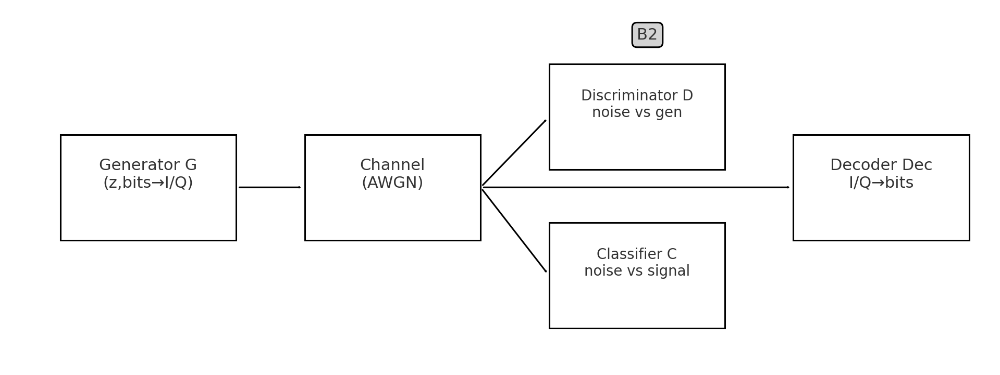 B2
Discriminator D
noise vs gen
Generator G
(z,bits→I/Q)
Channel
(AWGN)
Decoder Dec
I/Q→bits
Classifier C
noise vs signal